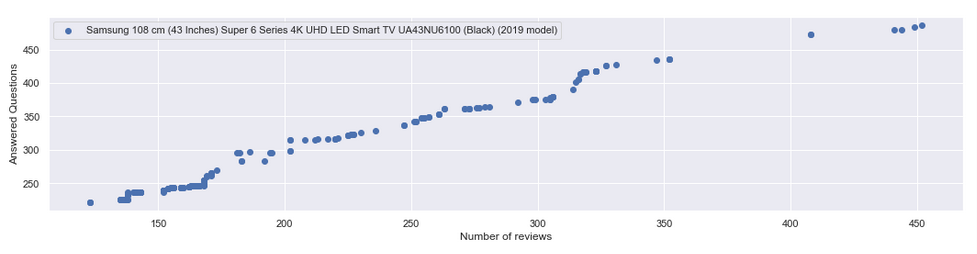 Samsung 108 cm (43 Inches) Super 6 Series 4K UHD LED Smart TV UA43NU6100 (Black) (2019 model)
Answered Questions
450
400
350
300
250
150 200 250 300 350 400 450
Number of reviews